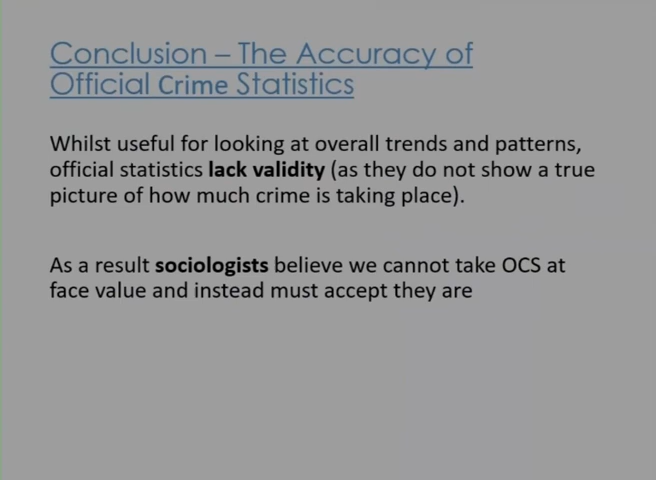 Conclusion – The Accuracy of
Official Crime Statistics
Whilst useful for looking at overall trends and patterns,
official statistics lack validity (as they do not show a true
picture of how much crime is taking place).
As a result sociologists believe we cannot take OCS at
face value and instead must accept they are